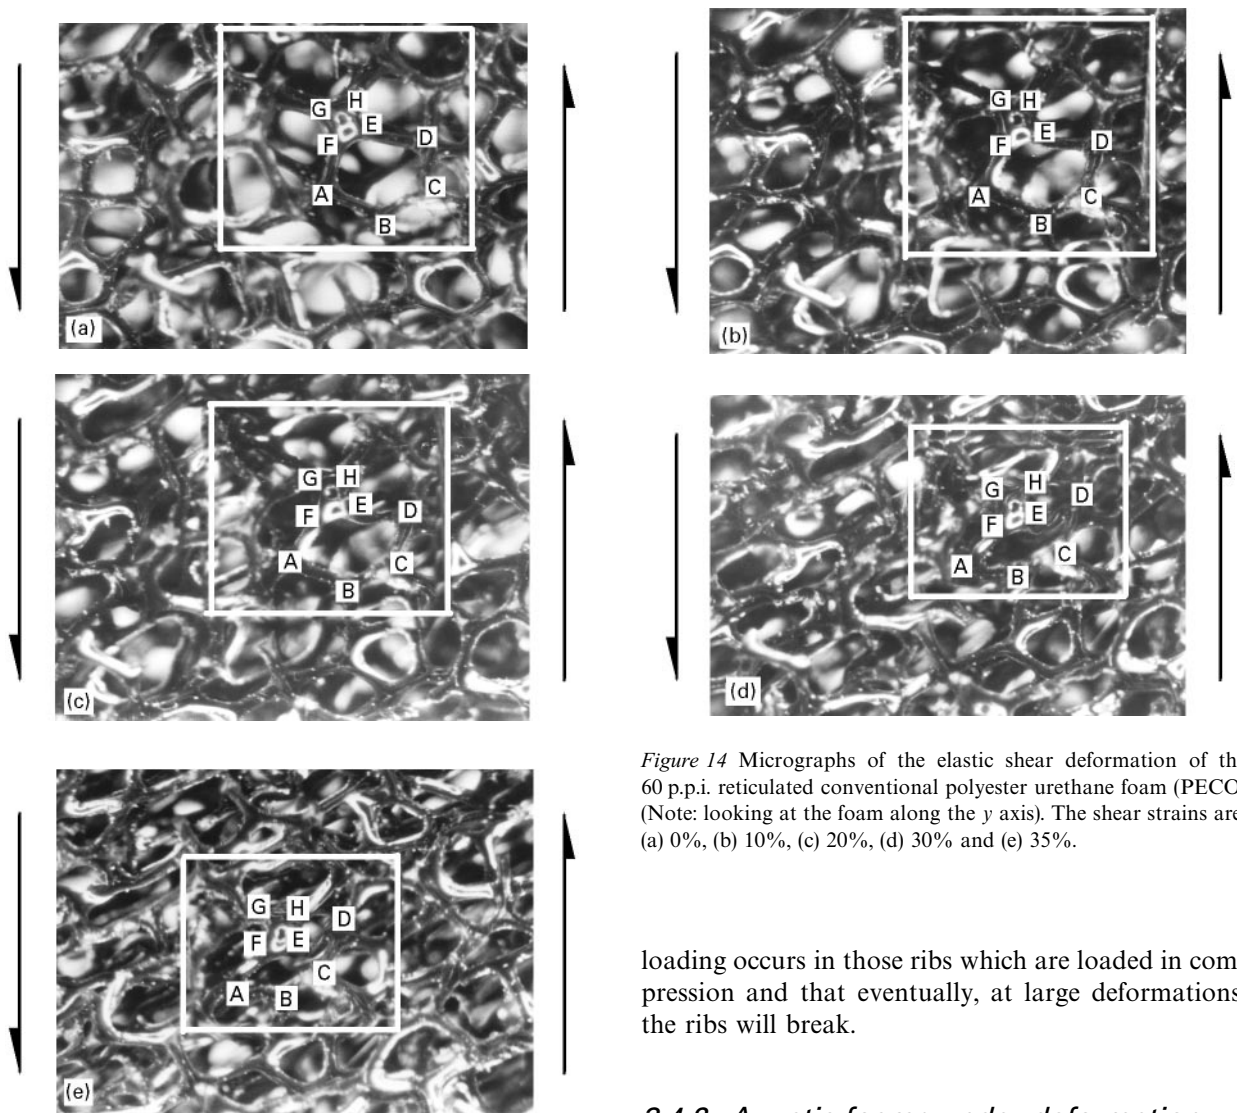 G H
F E D
A C
B
(a)
G H
F E D
A C
B
(b)
G H
F E D
A C
B
(c)
G H D
F E
A C
B
(d)
Figure 14 Micrographs of the elastic shear deformation of th
60 p.p.i. reticulated conventional polyester urethane foam (PECO
(Note: looking at the foam along the y axis). The shear strains are
(a) 0%, (b) 10%, (c) 20%, (d) 30% and (e) 35%.
G H D
F E
C
A B
(e)
loading occurs in those ribs which are loaded in com
pression and that eventually, at large deformations
the ribs will break.